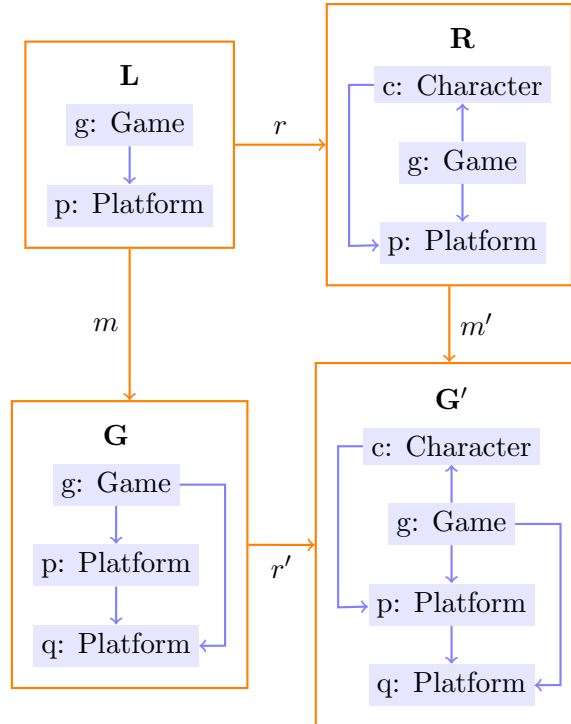 L
g: Game
p: Platform
r
R
c: Character
g: Game
p: Platform
m
m′
G
g: Game
p: Platform
q: Platform
r′
G′
c: Character
g: Game
p: Platform
q: Platform